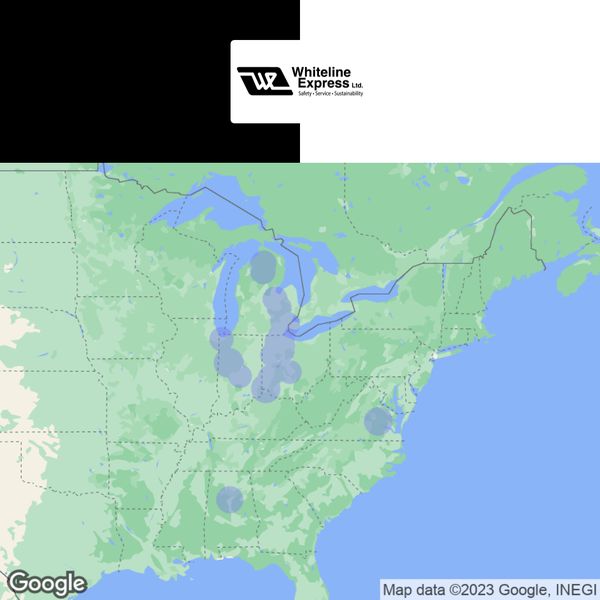 Whiteline
Express Ltd.
Safety • Service • Sustainability
Google
Map data ©2023 Google, INEGI